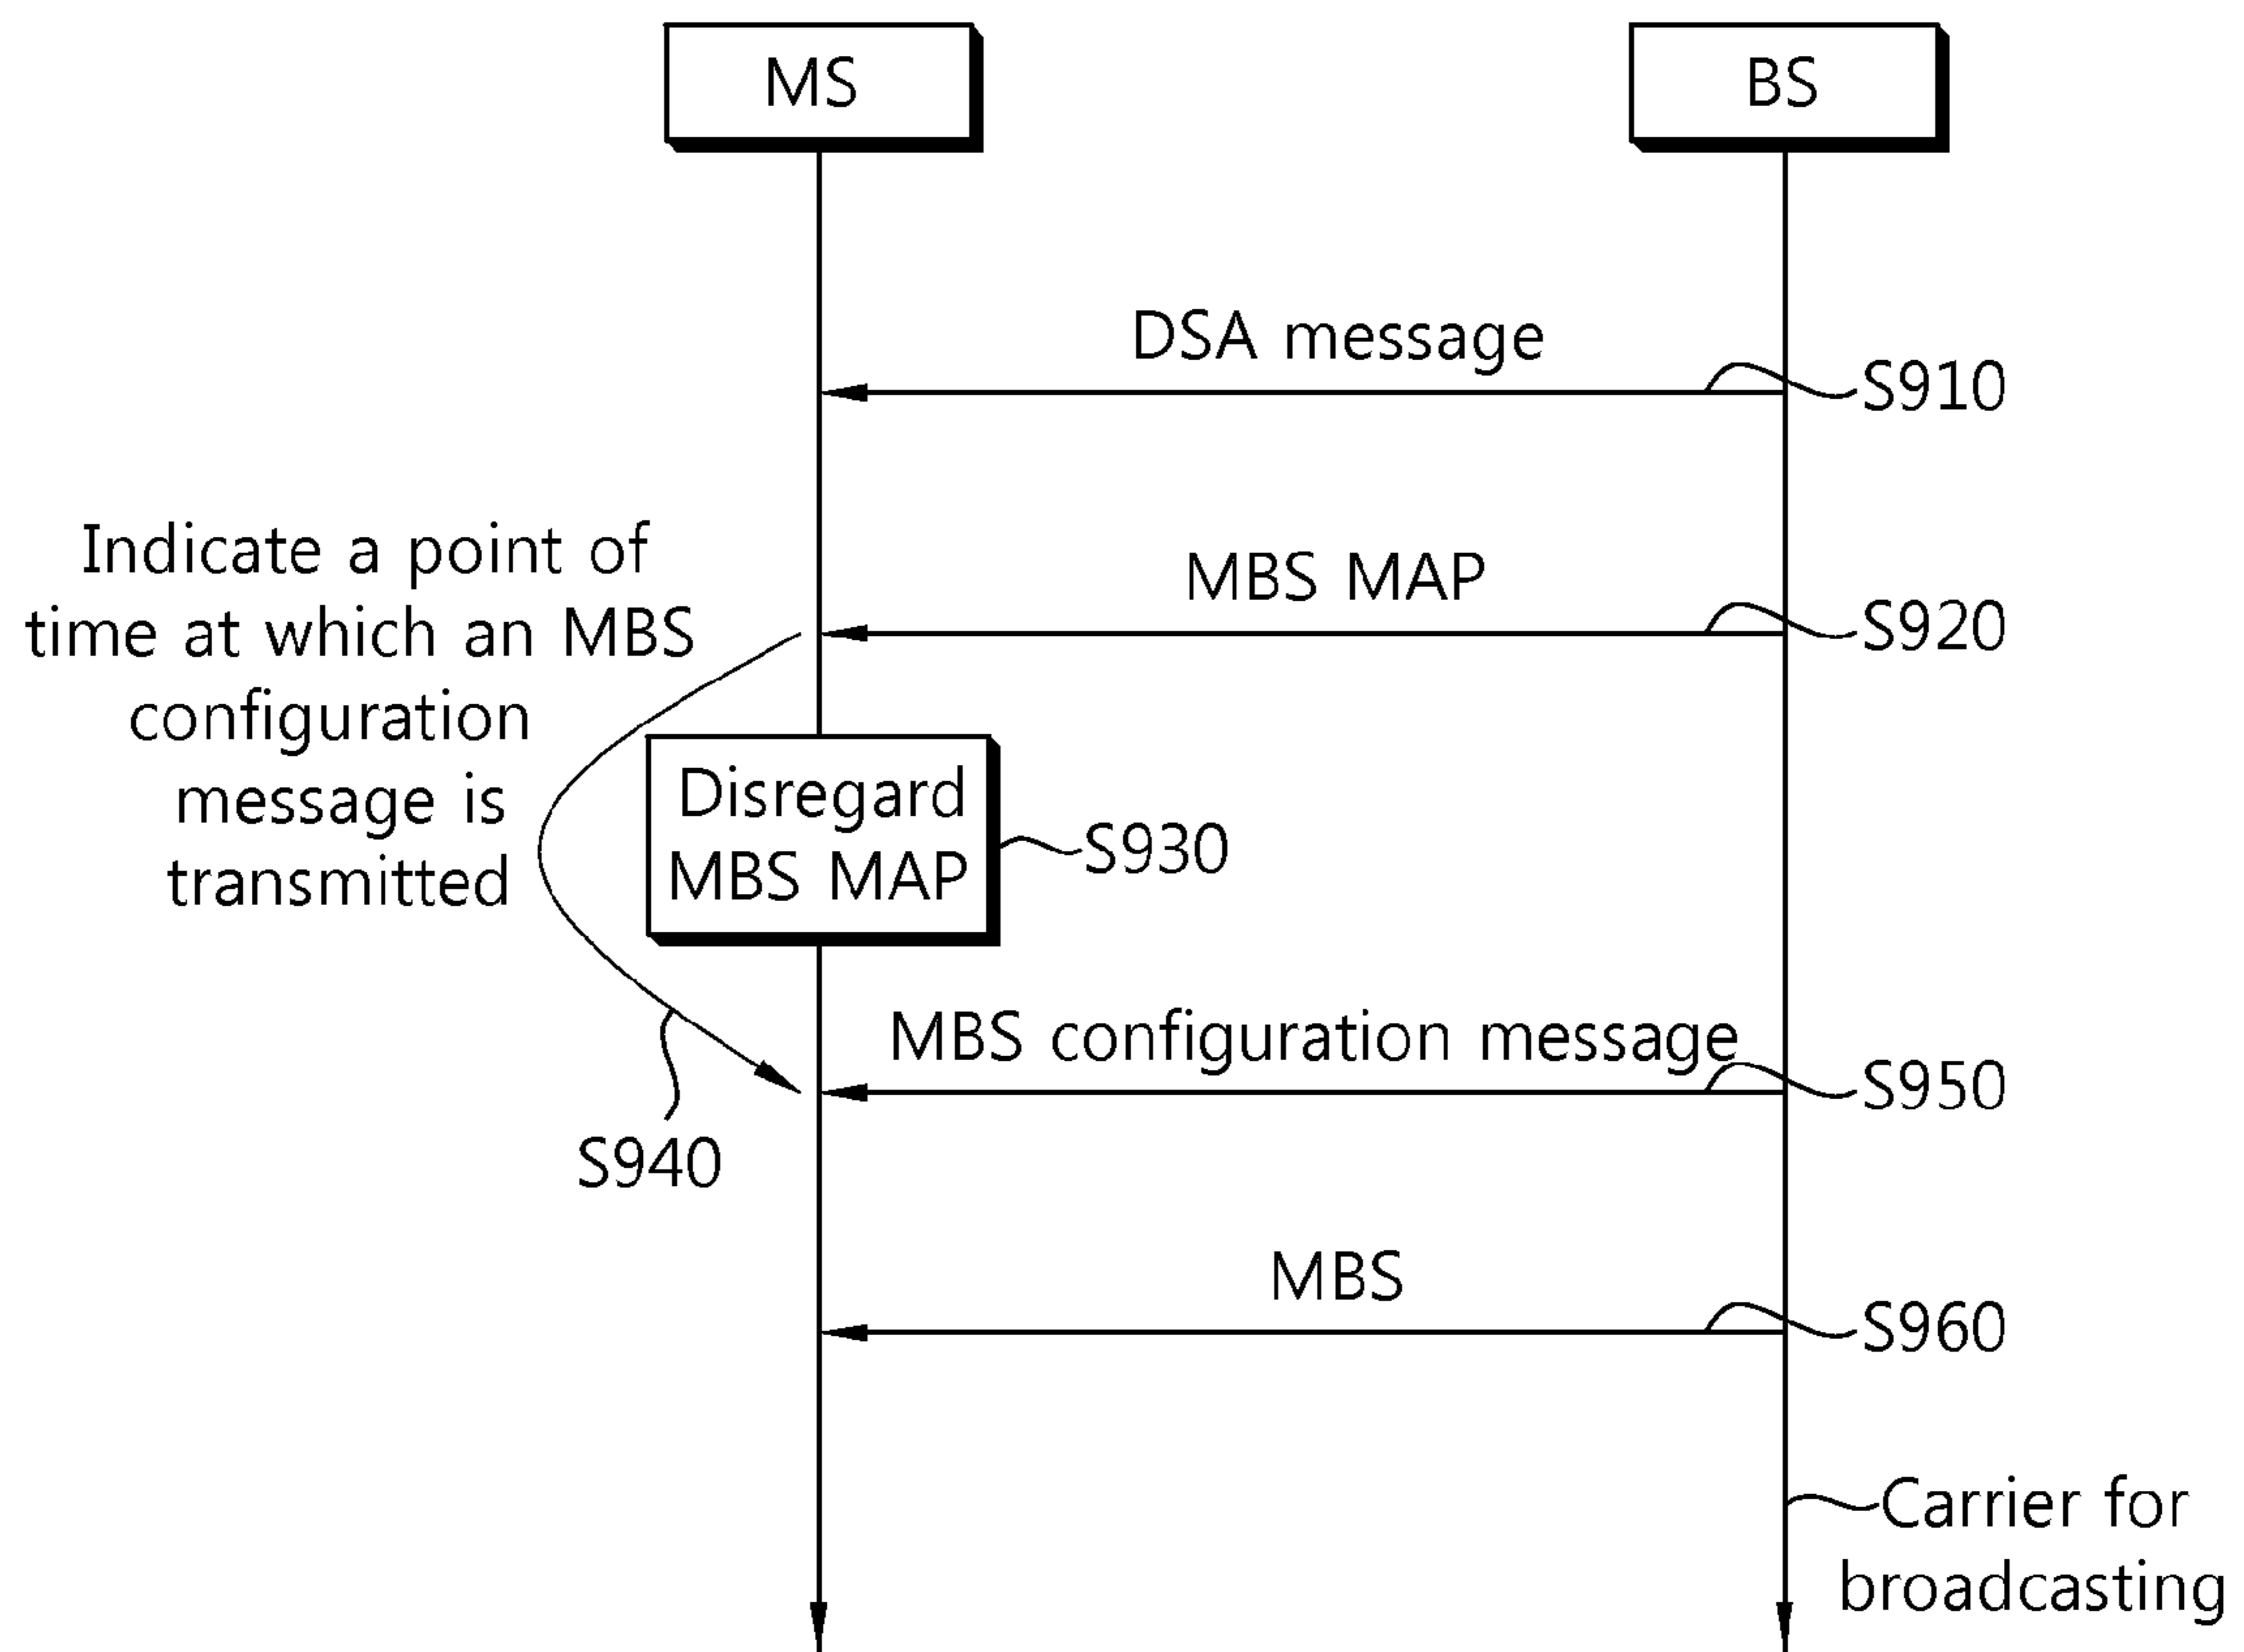 MS
BS
DSA message
S910
Indicate a point of
time at which an MBS
configuration
message is
transmitted
MBS MAP
S920
Disregard
MBS MAP
S930
MBS configuration message
S950
S940
MBS
S960
Carrier for
broadcasting